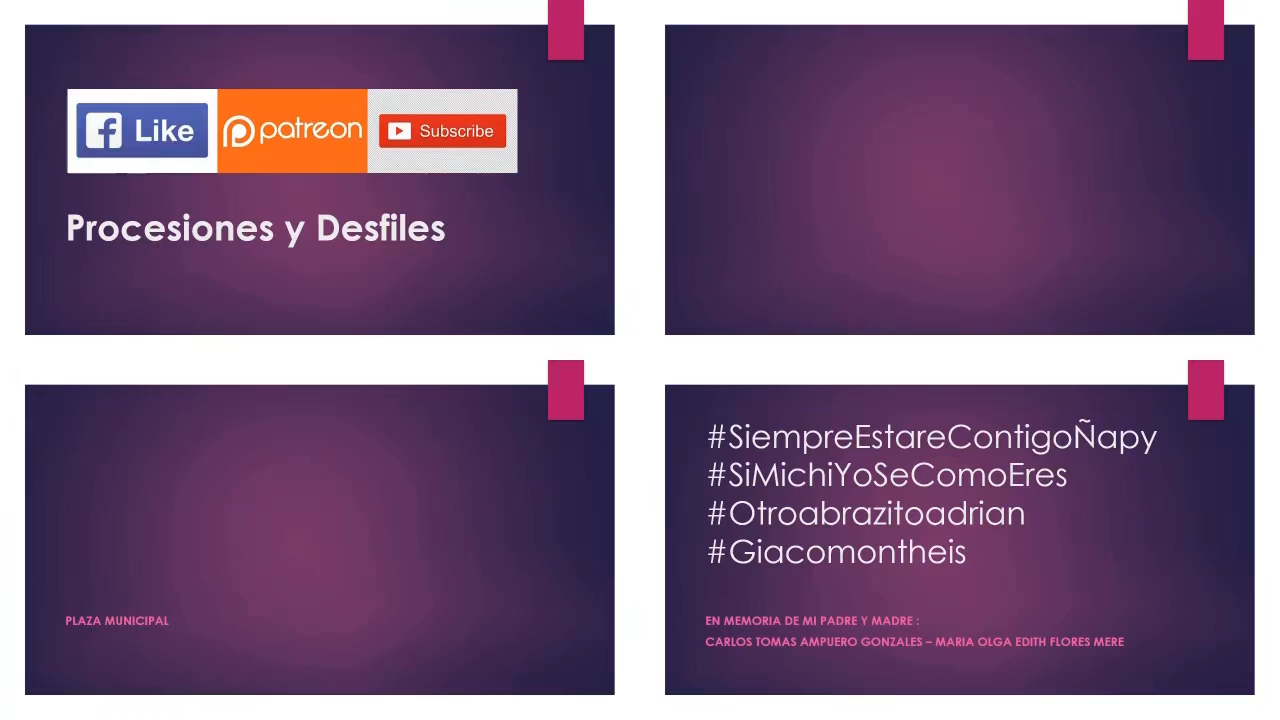 Like
patreon
Subscribe
Procesiones y Desfiles
PLAZA MUNICIPAL
#SiempreEstareContigoÑapy
#SiMichiYoSeComoEres
#Otroabrazitoadrian
#Giacomontheis
EN MEMORIA DE MI PADRE Y MADRE :
CARLOS TOMAS AMPUERO GONZALES – MARIA OLGA EDITH FLORES MERE